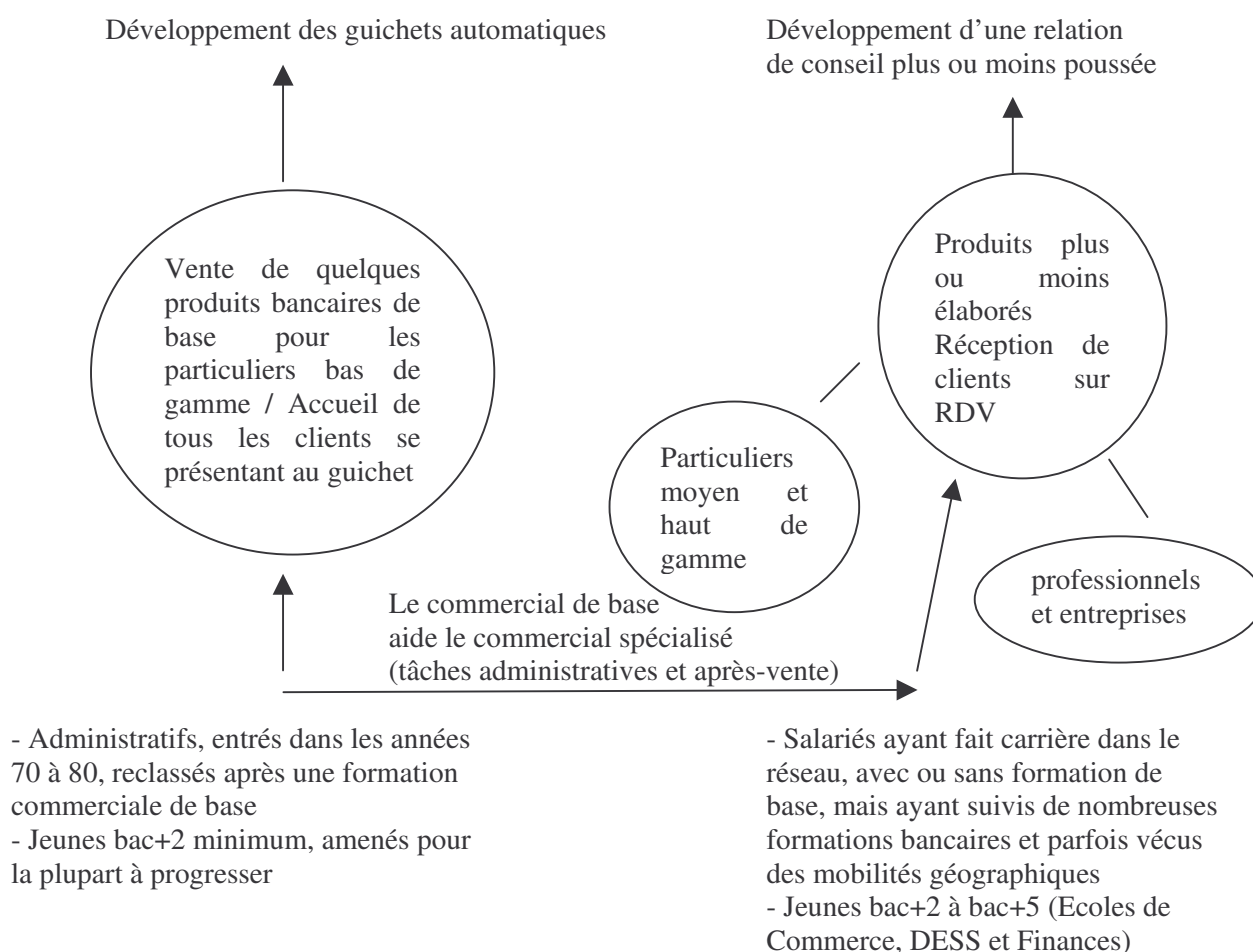 Développement des guichets automatiques
Développement d'une relation
de conseil plus ou moins poussée
Vente de quelques
produits bancaires de
base pour les
particuliers bas de
gamme / Accueil de
tous les clients se
présentant au guichet
Produits plus
ou moins
élaborés
Réception de
clients sur
RDV
Particuliers
moyen et
haut de
gamme
professionnels
et entreprises
Le commercial de base
aide le commercial spécialisé
(tâches administratives et après-vente)
- Administratifs, entrés dans les années
70 à 80, reclassés après une formation
commerciale de base
- Jeunes bac+2 minimum, amenés pour
la plupart à progresser
- Salariés ayant fait carrière dans le
réseau, avec ou sans formation de
base, mais ayant suivis de nombreuses
formations bancaires et parfois vécus
des mobilités géographiques
- Jeunes bac+2 à bac+5 (Ecoles de
Commerce, DESS et Finances)